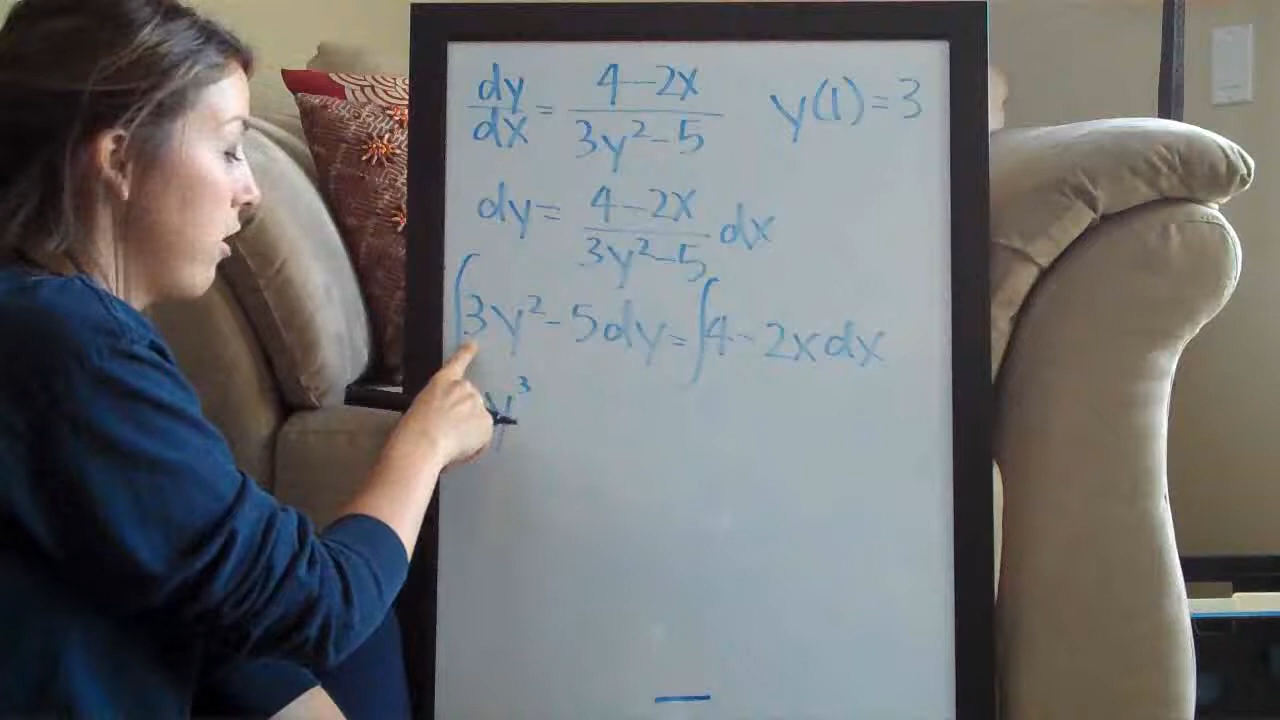 dy/dx = (4-2x)/(3y²-5) y(1)=3
dy = (4-2x)/(3y²-5) dx
∫3y²-5dy = ∫4-2xdx
y³